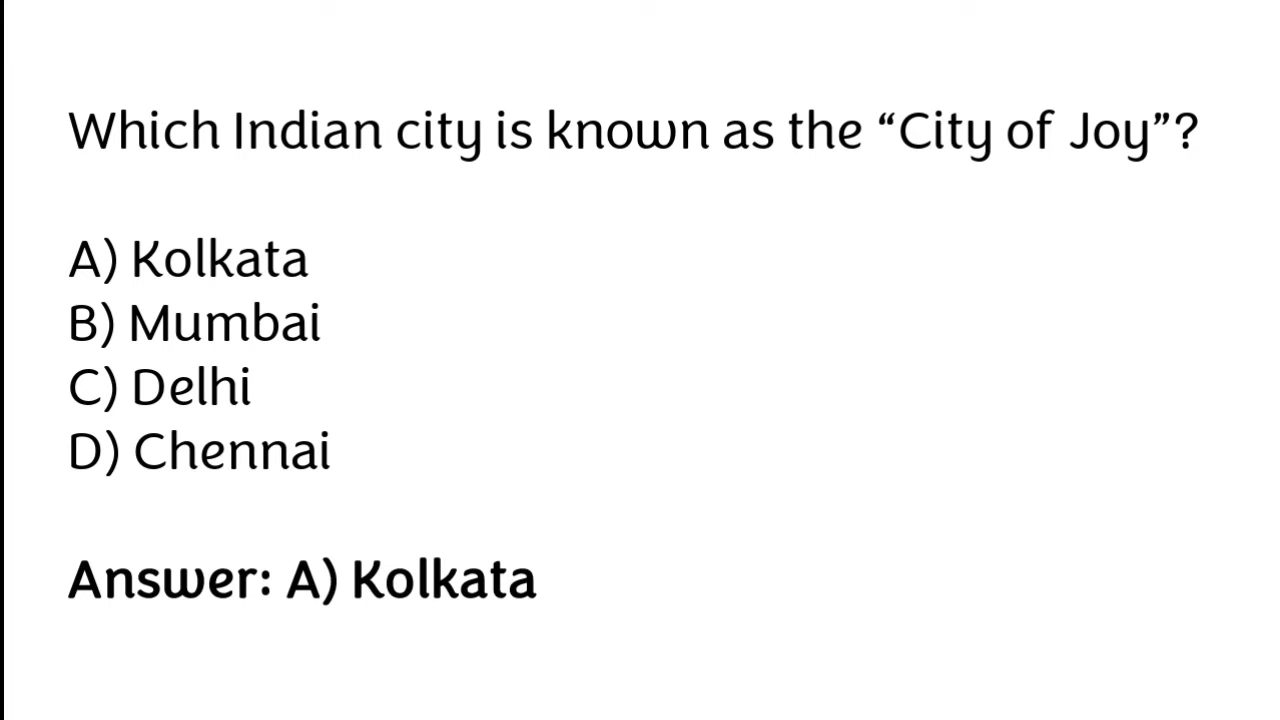 Which Indian city is known as the “City of Joy”?
A) Kolkata
B) Mumbai
C) Delhi
D) Chennai
Answer: A) Kolkata